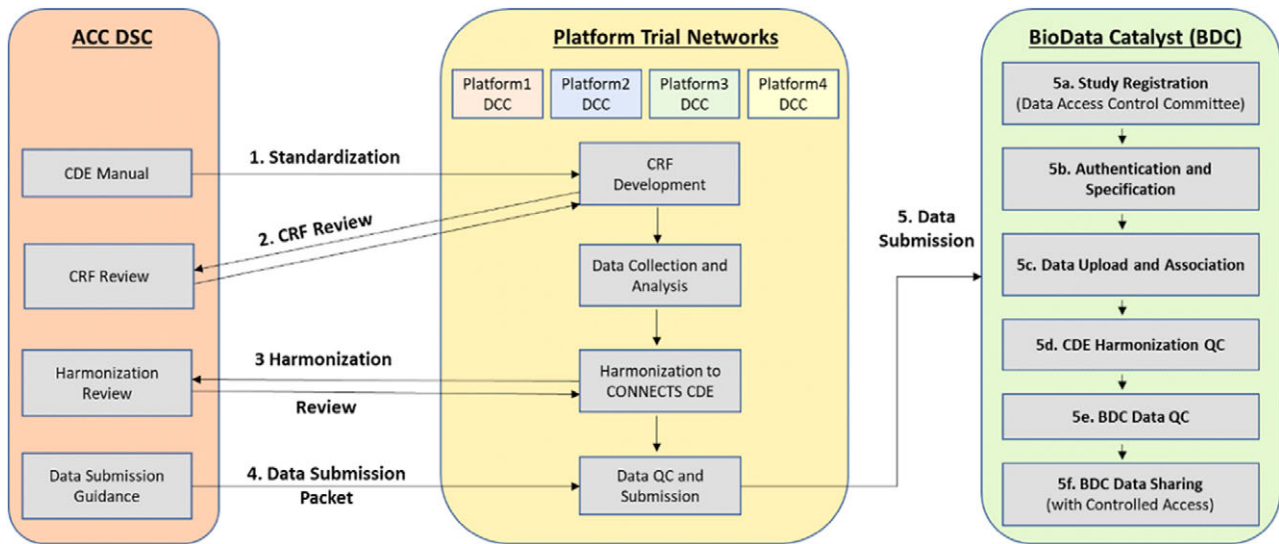 ACC DSC
CDE Manual
CRF Review
Harmonization
Review
Data Submission
Guidance
1. Standardization
2. CRF Review
3 Harmonization
Review
4. Data Submission
Packet
Platform Trial Networks
Platform1
DCC
Platform2
DCC
Platform3
DCC
Platform4
DCC
CRF
Development
Data Collection and
Analysis
Harmonization to
CONNECTS CDE
Data QC and
Submission
5. Data
Submission
BioData Catalyst (BDC)
5a. Study Registration
(Data Access Control Committee)
5b. Authentication and
Specification
5c. Data Upload and Association
5d. CDE Harmonization QC
5e. BDC Data QC
5f. BDC Data Sharing
(with Controlled Access)